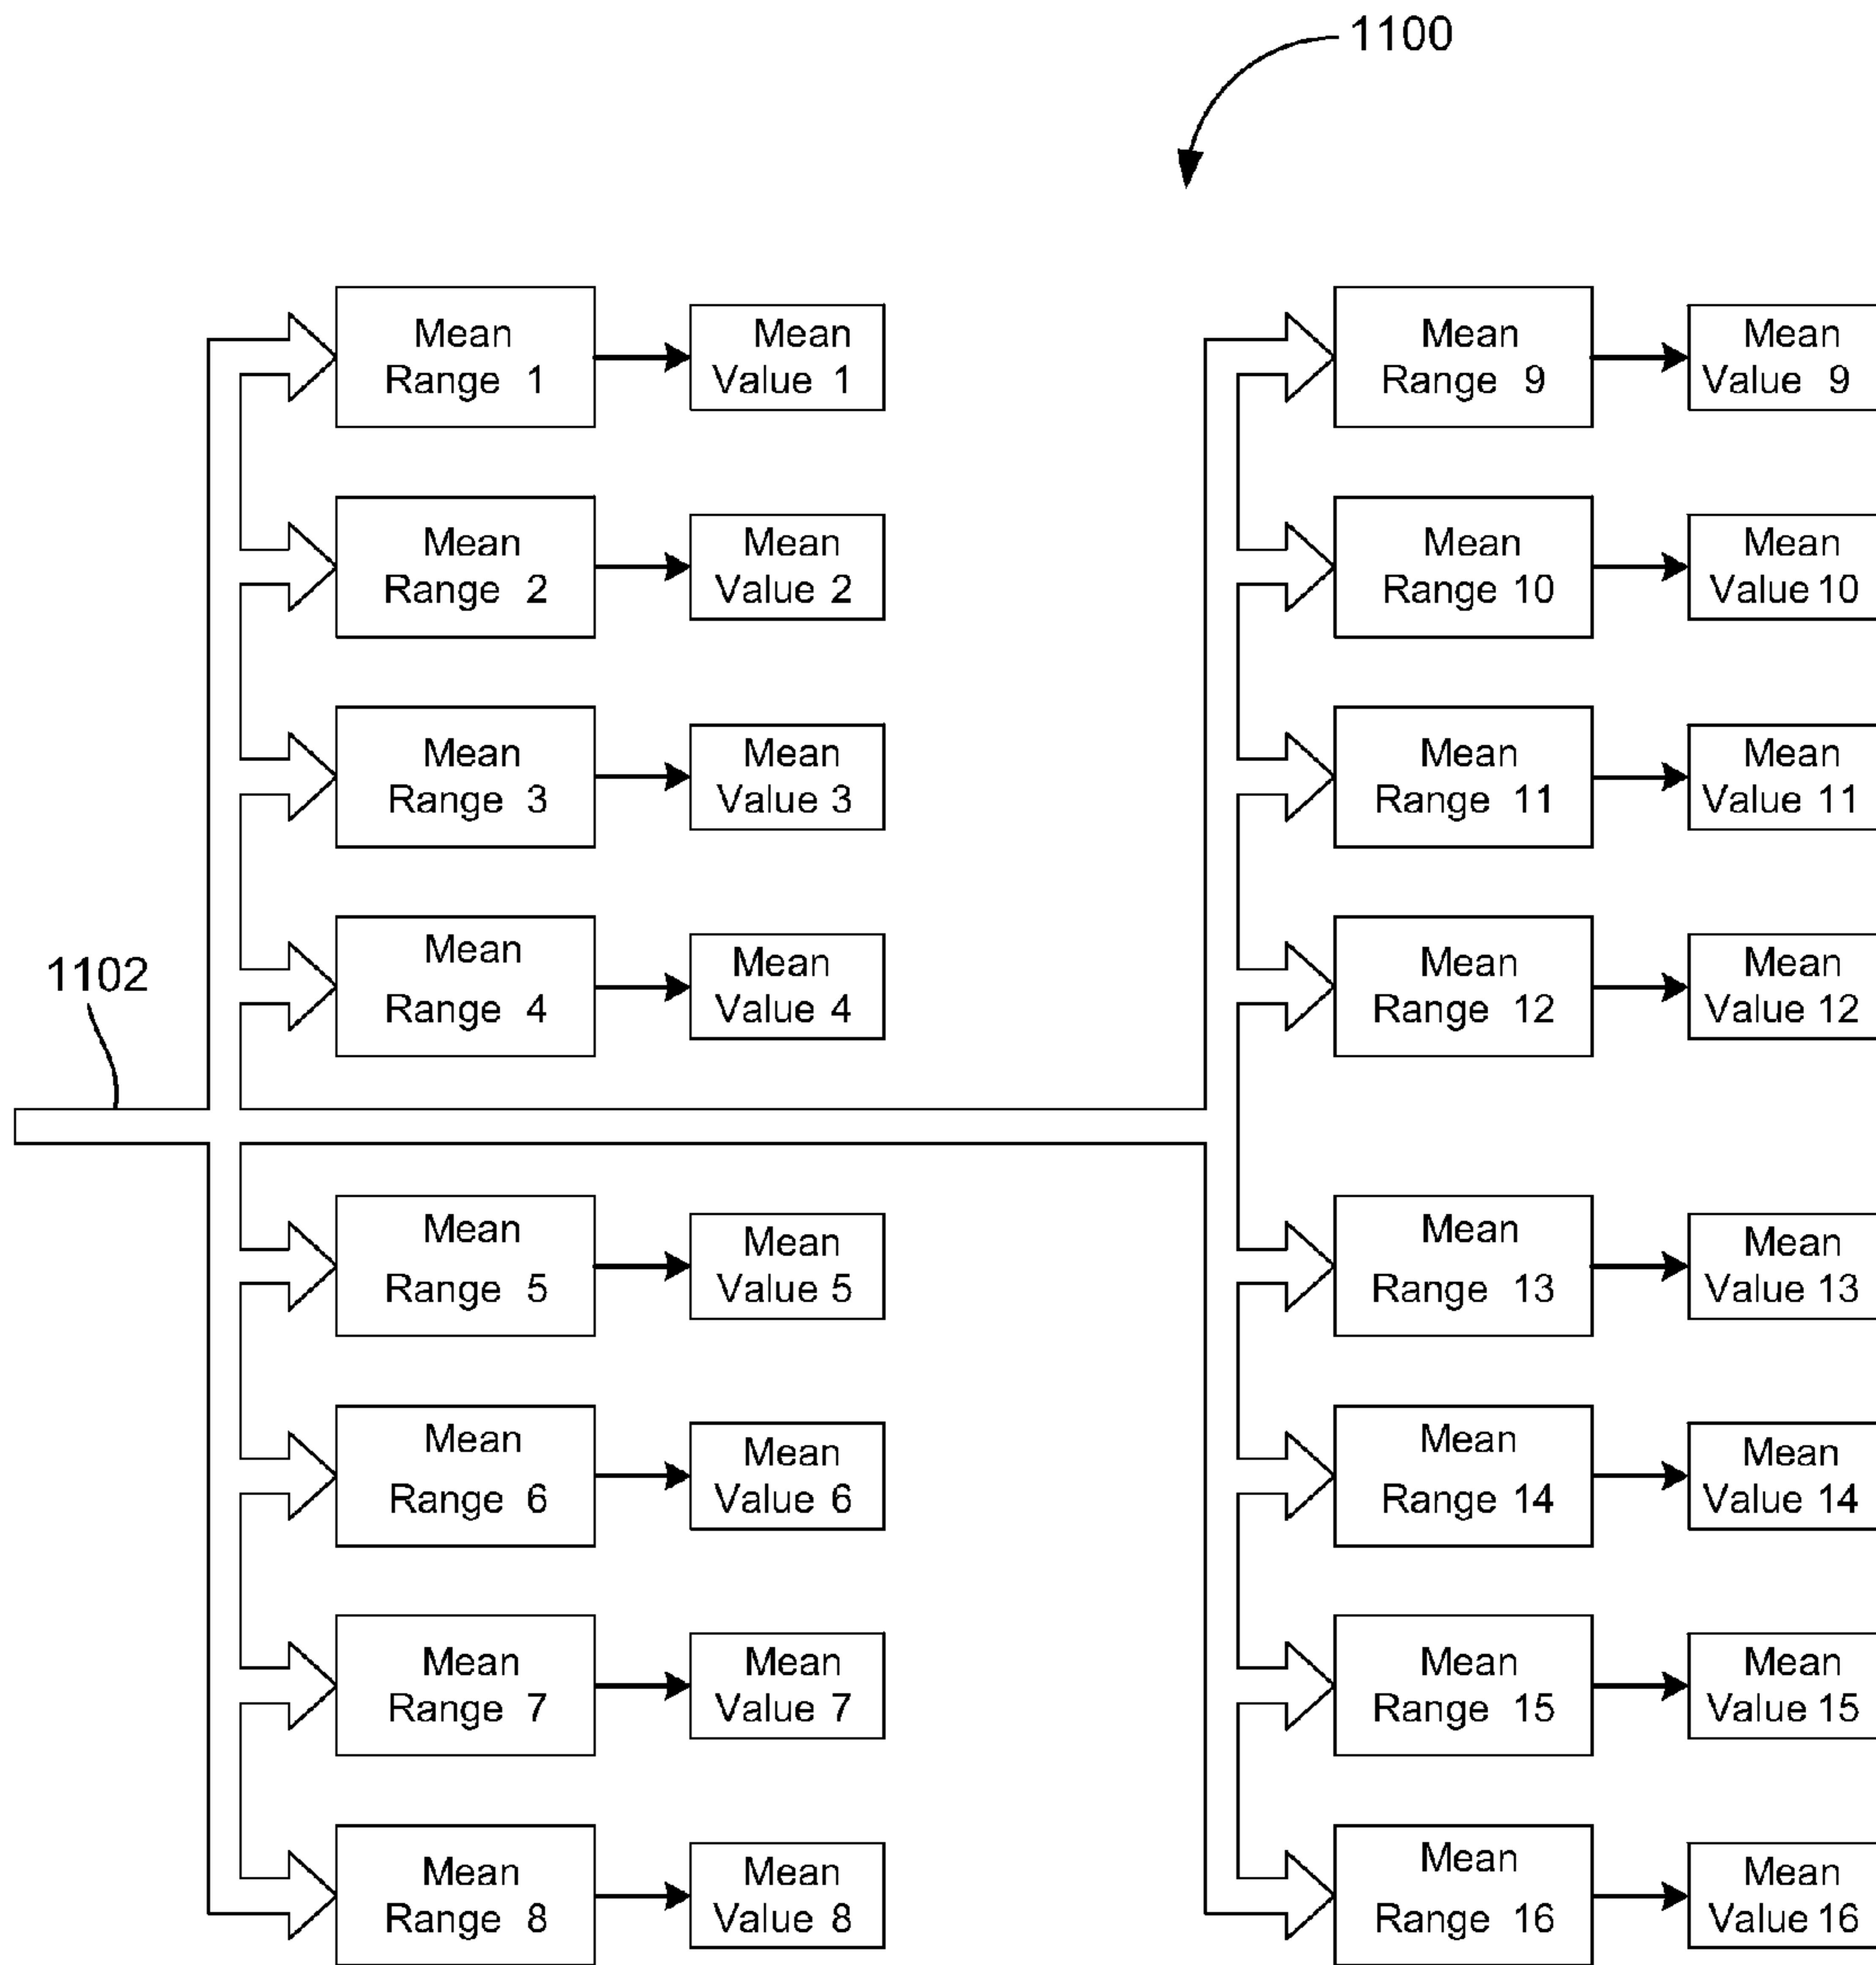 1100
Mean
Range 1
Mean
Value 1
Mean
Range 2
Mean
Value 2
Mean
Range 3
Mean
Value 3
Mean
Range 4
Mean
Value 4
1102
Mean
Range 5
Mean
Value 5
Mean
Range 6
Mean
Value 6
Mean
Range 7
Mean
Value 7
Mean
Range 8
Mean
Value 8
Mean
Range 9
Mean
Value 9
Mean
Range 10
Mean
Value 10
Mean
Range 11
Mean
Value 11
Mean
Range 12
Mean
Value 12
Mean
Range 13
Mean
Value 13
Mean
Range 14
Mean
Value 14
Mean
Range 15
Mean
Value 15
Mean
Range 16
Mean
Value 16